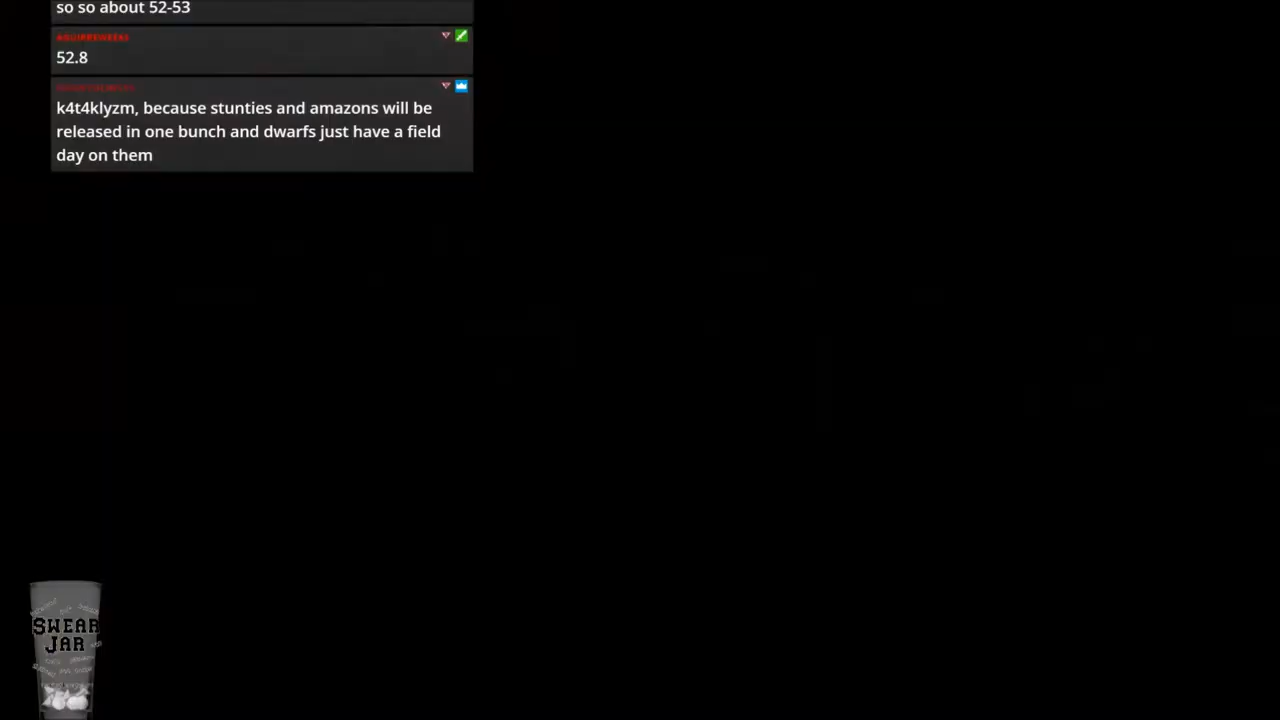 so so about 52-53
52.8
k4t4klyzm, because stunties and amazons will be
released in one bunch and dwarfs just have a field
day on them
SWEAR
JAR